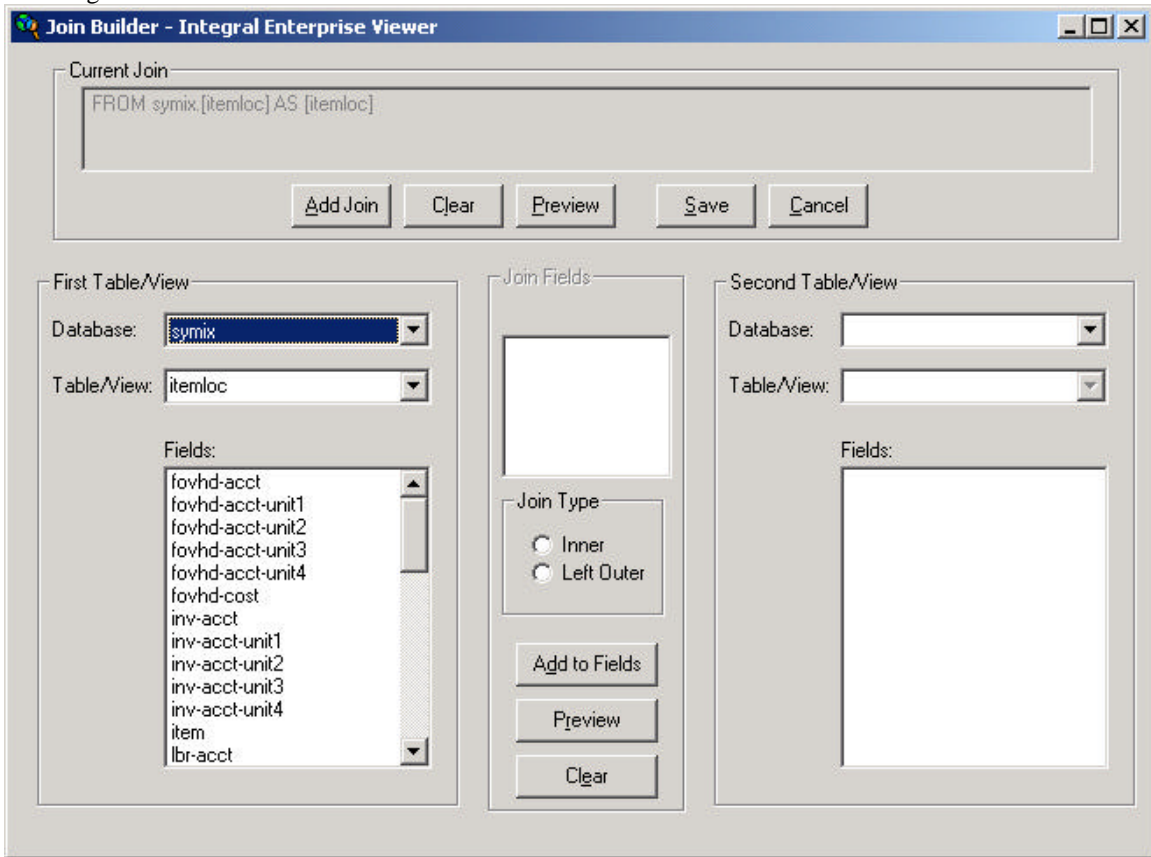 Join Builder - Integral Enterprise Viewer
Current Join
FROM symix.[itemloc] AS [itemloc]
Add Join Clear Preview Save Cancel
First Table/View
Database: symix
Table/View: itemloc
Fields:
fovhd-acct
fovhd-acct-unit1
fovhd-acct-unit2
fovhd-acct-unit3
fovhd-acct-unit4
fovhd-cost
inv-acct
inv-acct-unit1
inv-acct-unit2
inv-acct-unit3
inv-acct-unit4
item
lbr-acct
Join Fields
Join Type
Inner
Left Outer
Add to Fields
Preview
Clear
Second Table/View
Database:
Table/View:
Fields: